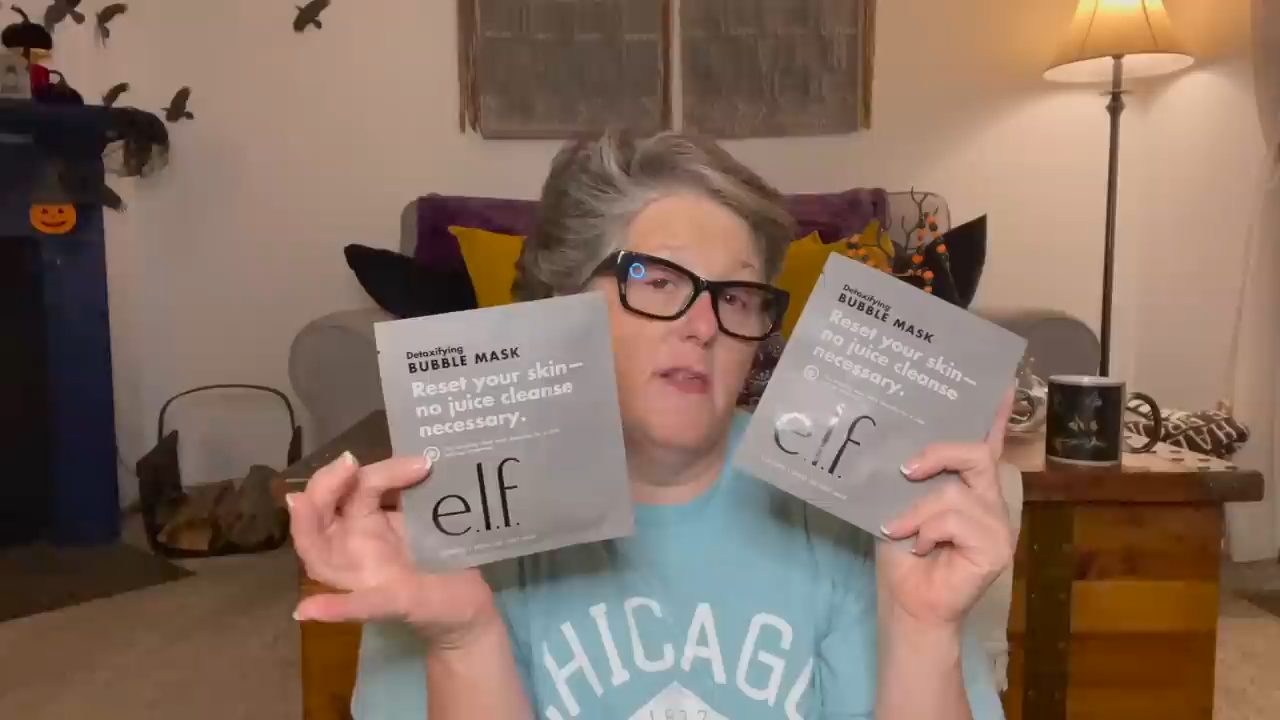 Detoxifying
BUBBLE MASK
Reset your skin—
no juice cleanse
necessary.
e.l.f.
Detoxifying
BUBBLE MASK
Reset your skin—
no juice cleanse
necessary.
e.l.f.
CHICAGO